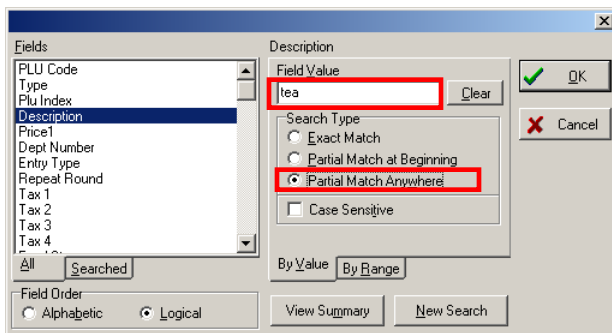 Fields
PLU Code
Type
Plu Index
Description
Price1
Dept Number
Entry Type
Repeat Round
Tax 1
Tax 2
Tax 3
Tax 4
All
Searched
Field Order
Alphabetic
Logical
Description
Field Value
tea
Clear
Search Type
Exact Match
Partial Match at Beginning
Partial Match Anywhere
Case Sensitive
By Value
By Range
View Summary
New Search
OK
Cancel